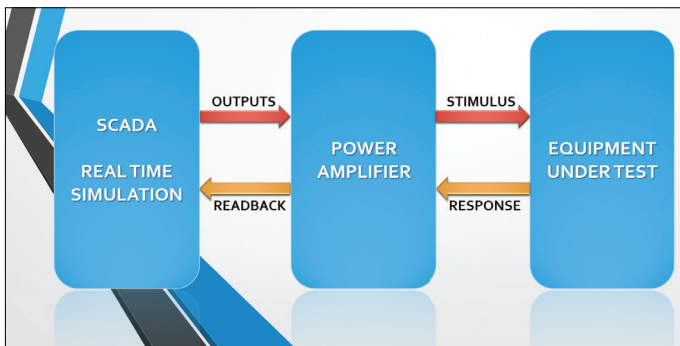 SCADA
REAL TIME
SIMULATION
OUTPUTS
READBACK
POWER
AMPLIFIER
STIMULUS
RESPONSE
EQUIPMENT
UNDER TEST